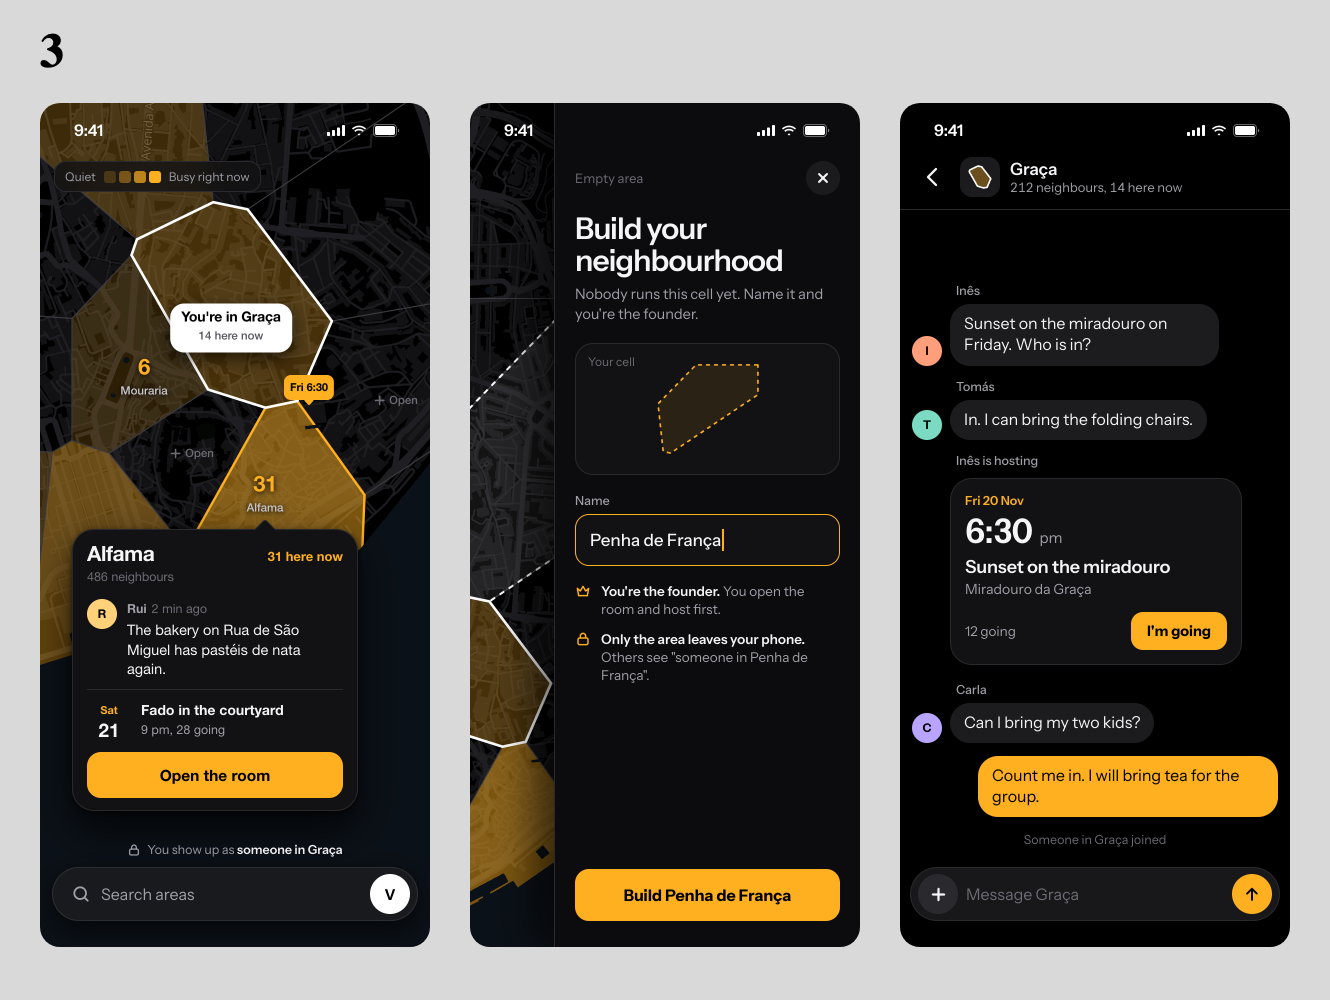 3
9:41
Avenida A
Quiet
Busy right now
You're in Graça
14 here now
6
Mouraria
Fri 6:30
+ Open
+ Open
31
Alfama
Alfama
31 here now
486 neighbours
R
Rui 2 min ago
The bakery on Rua de São
Miguel has pastéis de nata
again.
Sat
21
Fado in the courtyard
9 pm, 28 going
Open the room
You show up as someone in Graça
Search areas
V
9:41
Empty area
Build your
neighbourhood
Nobody runs this cell yet. Name it and
you're the founder.
Your cell
Name
Penha de França
You're the founder. You open the
room and host first.
Only the area leaves your phone.
Others see "someone in Penha de
França".
Build Penha de França
9:41
Graça
212 neighbours, 14 here now
Inês
Sunset on the miradouro on
Friday. Who is in?
I
Tomás
In. I can bring the folding chairs.
T
Inês is hosting
Fri 20 Nov
6:30 pm
Sunset on the miradouro
Miradouro da Graça
12 going
I'm going
Carla
Can I bring my two kids?
C
Count me in. I will bring tea for the
group.
Someone in Graça joined
Message Graça